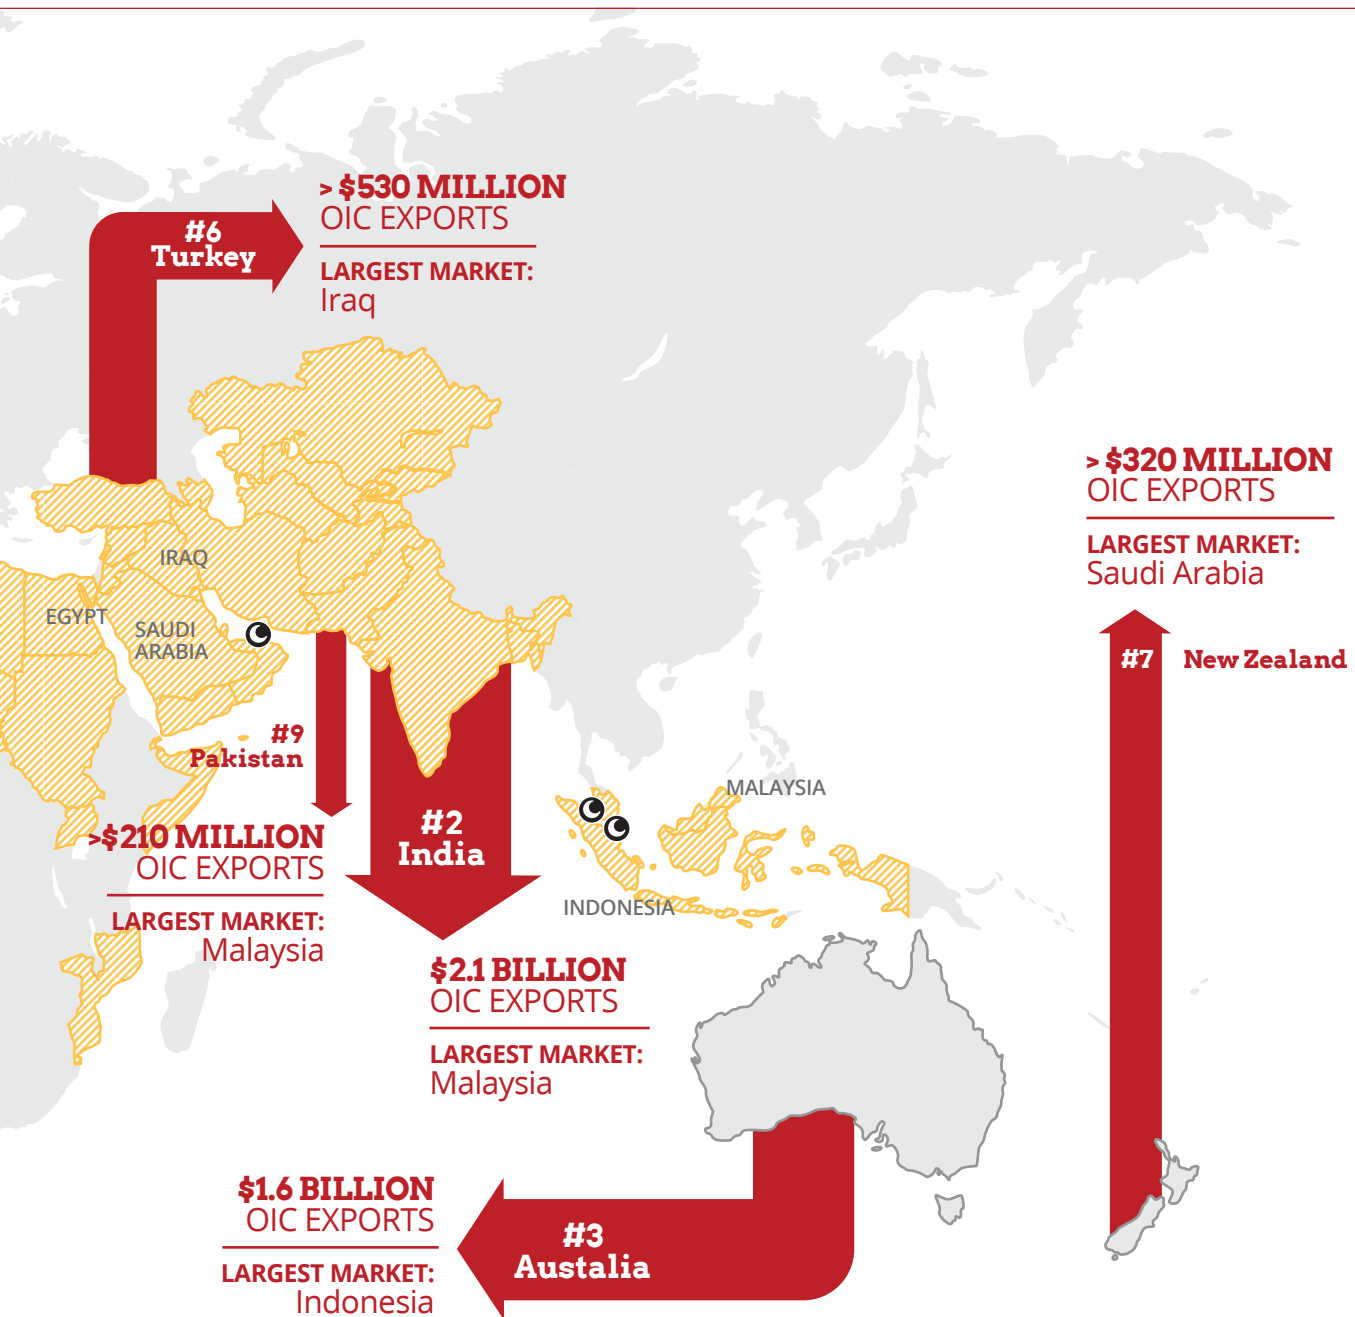 > $530 MILLION
OIC EXPORTS
LARGEST MARKET:
Iraq
#6
Turkey
> $320 MILLION
OIC EXPORTS
LARGEST MARKET:
Saudi Arabia
#7
New Zealand
IRAQ
EGYPT
SAUDI
ARABIA
#9
Pakistan
>$210 MILLION
OIC EXPORTS
LARGEST MARKET:
Malaysia
#2
India
$2.1 BILLION
OIC EXPORTS
LARGEST MARKET:
Malaysia
MALAYSIA
INDONESIA
$1.6 BILLION
OIC EXPORTS
LARGEST MARKET:
Indonesia
#3
Austalia